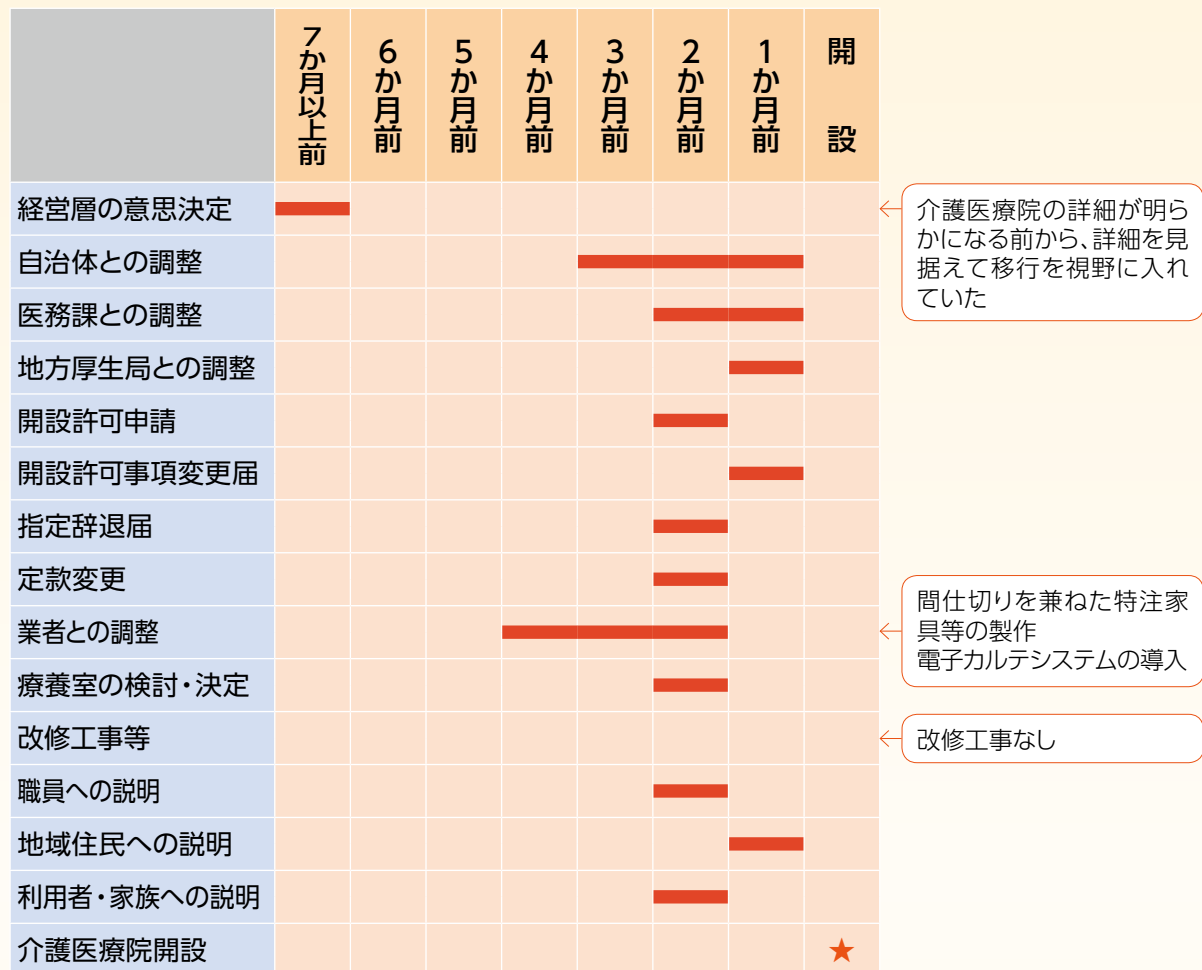 7か月以上前
6か月前
5か月前
4か月前
3か月前
2か月前
1か月前
開設
経営層の意思決定
介護医療院の詳細が明ら
かになる前から、詳細を見
据えて移行を視野に入れ
ていた
自治体との調整
医務課との調整
地方厚生局との調整
開設許可申請
開設許可事項変更届
指定辞退届
定款変更
業者との調整
間仕切りを兼ねた特注家
具等の製作
電子カルテシステムの導入
療養室の検討・決定
改修工事等
改修工事なし
職員への説明
地域住民への説明
利用者・家族への説明
介護医療院開設
★